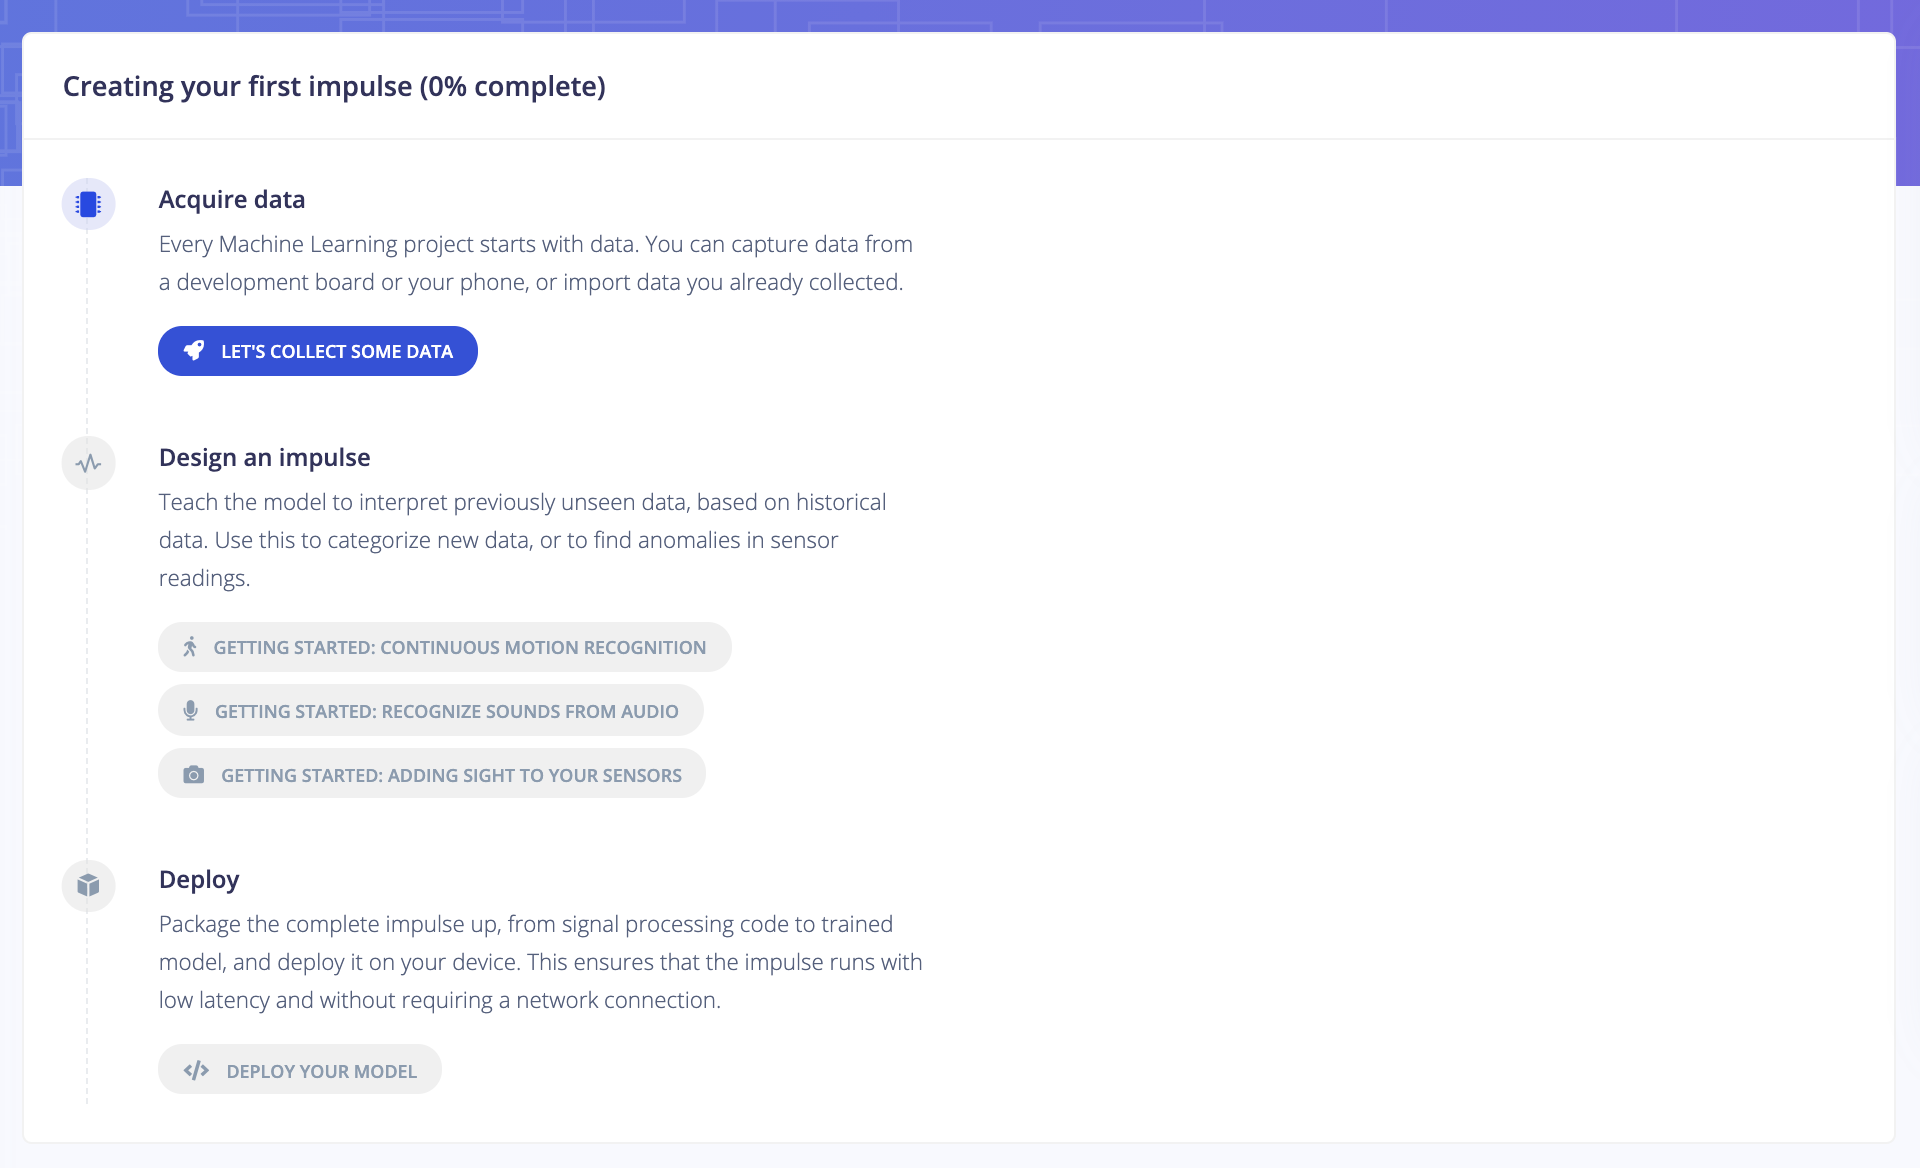 Creating your first impulse (0% complete)
Acquire data
Every Machine Learning project starts with data. You can capture data from
a development board or your phone, or import data you already collected.
LET'S COLLECT SOME DATA
Design an impulse
Teach the model to interpret previously unseen data, based on historical
data. Use this to categorize new data, or to find anomalies in sensor
readings.
GETTING STARTED: CONTINUOUS MOTION RECOGNITION
GETTING STARTED: RECOGNIZE SOUNDS FROM AUDIO
GETTING STARTED: ADDING SIGHT TO YOUR SENSORS
Deploy
Package the complete impulse up, from signal processing code to trained
model, and deploy it on your device. This ensures that the impulse runs with
low latency and without requiring a network connection.
DEPLOY YOUR MODEL